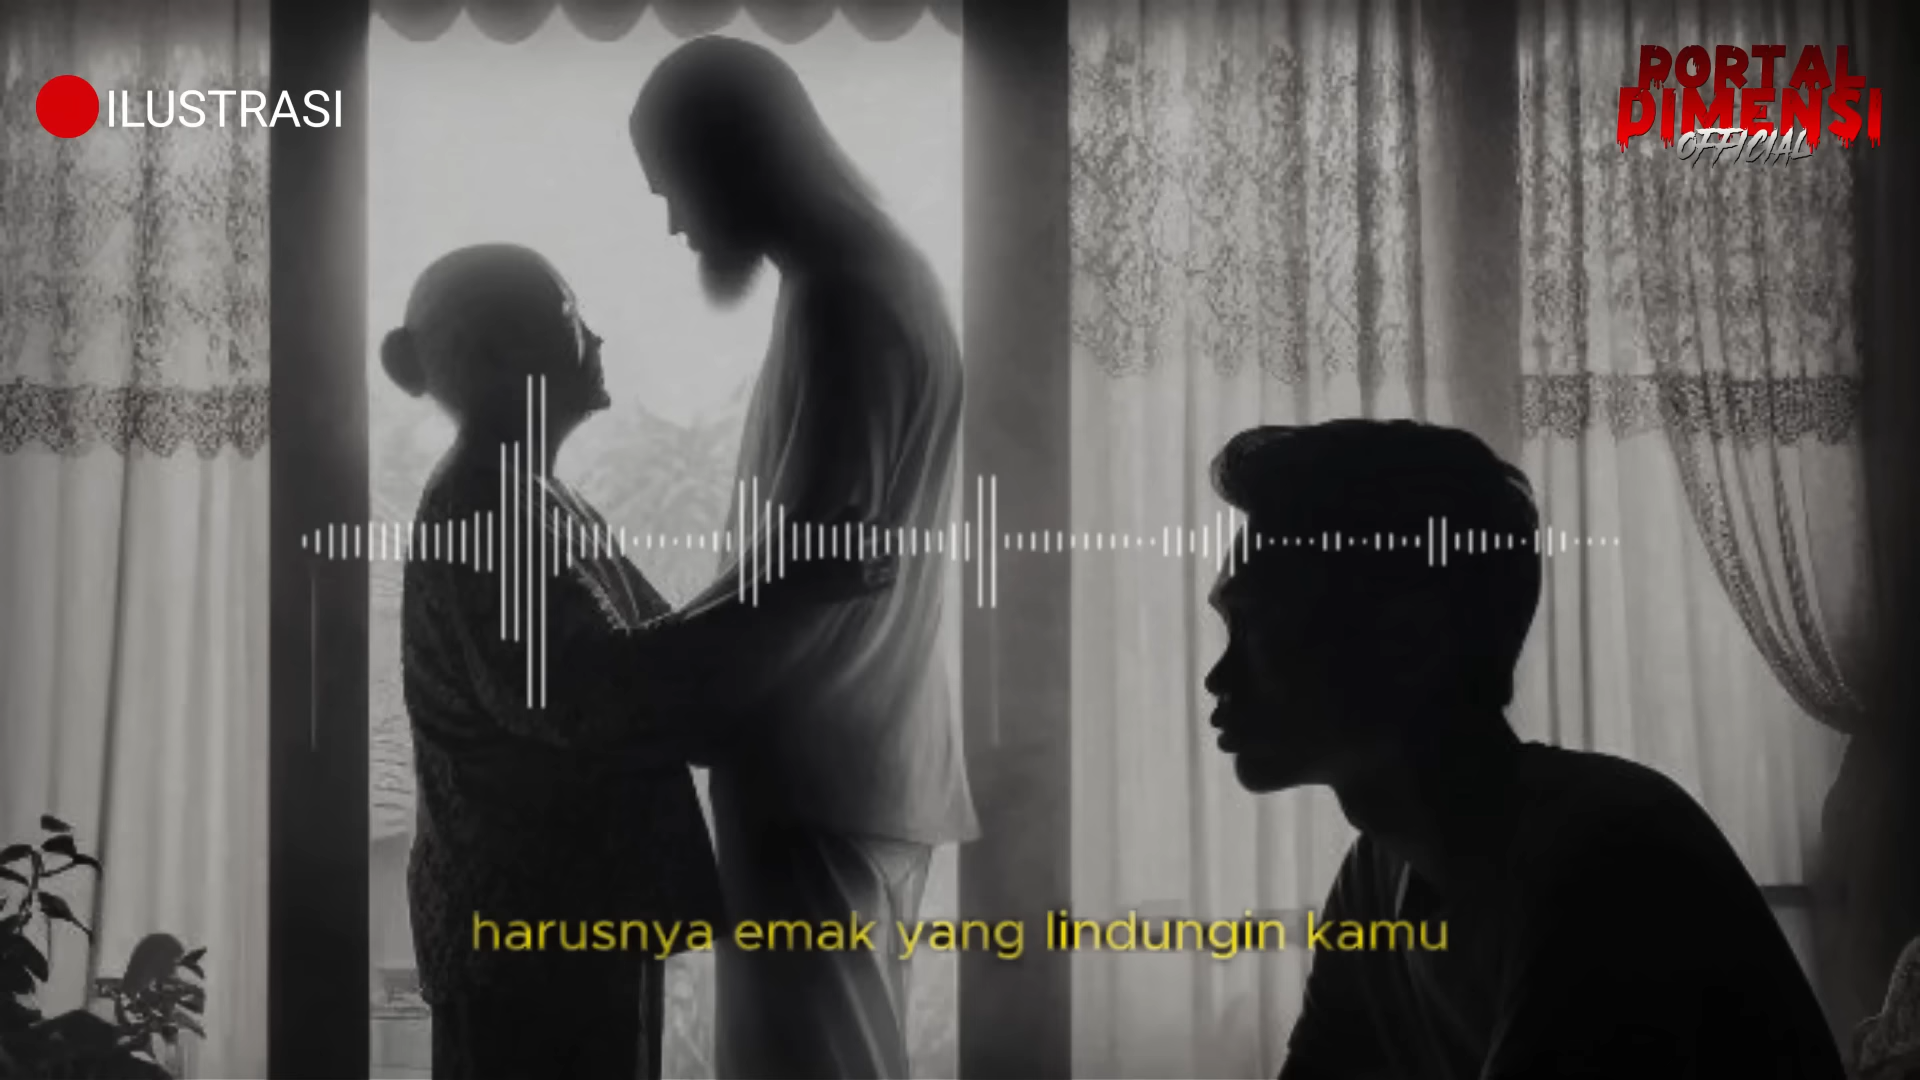 ILUSTRASI
PORTAL
DIMENSI
OFFICIAL
harusnya emak yang lindungin kamu